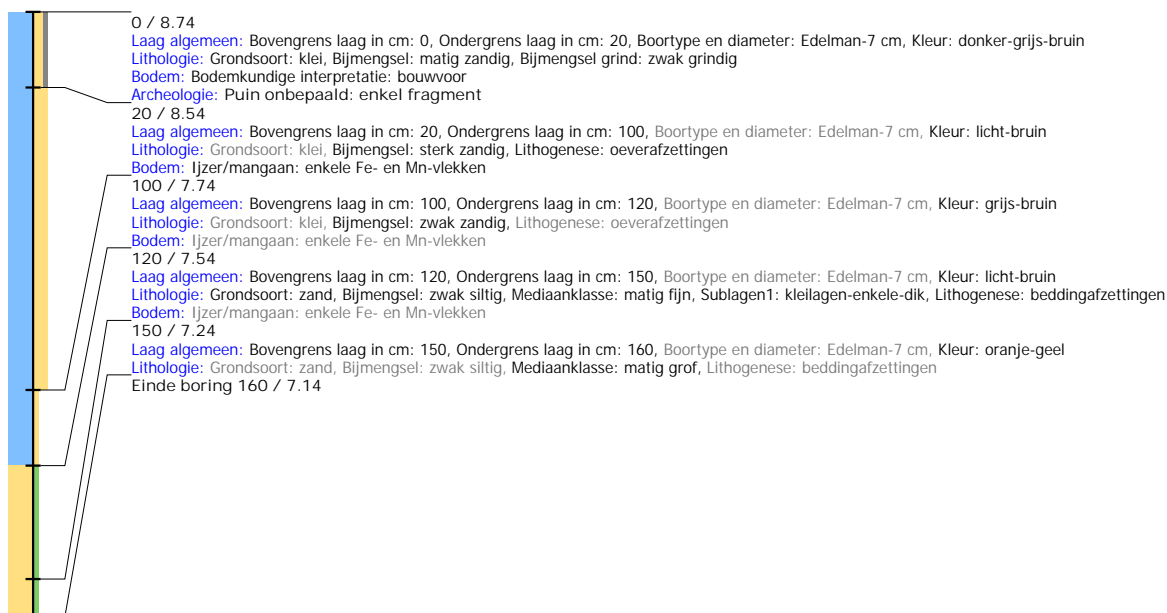 0 / 8.74
Laag algemeen: Bovengrens laag in cm: 0, Ondergrens laag in cm: 20, Boortype en diameter: Edelman-7 cm, Kleur: donker-grijs-bruin
Lithologie: Grondsoort: klei, Bijmengsel: matig zandig, Bijmengsel grind: zwak grindig
Bodem: Bodemkundige interpretatie: bouwvoor
Archeologie: Puin onbepaald: enkel fragment
20 / 8.54
Laag algemeen: Bovengrens laag in cm: 20, Ondergrens laag in cm: 100, Boortype en diameter: Edelman-7 cm, Kleur: licht-bruin
Lithologie: Grondsoort: klei, Bijmengsel: sterk zandig, Lithogenese: oeverafzettingen
Bodem: Ijzer/mangaan: enkele Fe- en Mn-vlekken
100 / 7.74
Laag algemeen: Bovengrens laag in cm: 100, Ondergrens laag in cm: 120, Boortype en diameter: Edelman-7 cm, Kleur: grijs-bruin
Lithologie: Grondsoort: klei, Bijmengsel: zwak zandig, Lithogenese: oeverafzettingen
Bodem: Ijzer/mangaan: enkele Fe- en Mn-vlekken
120 / 7.54
Laag algemeen: Bovengrens laag in cm: 120, Ondergrens laag in cm: 150, Boortype en diameter: Edelman-7 cm, Kleur: licht-bruin
Lithologie: Grondsoort: zand, Bijmengsel: zwak siltig, Mediaanklasse: matig fijn, Sublagen1: kleilagen-enkele-dik, Lithogenese: beddingafzettingen
Bodem: Ijzer/mangaan: enkele Fe- en Mn-vlekken
150 / 7.24
Laag algemeen: Bovengrens laag in cm: 150, Ondergrens laag in cm: 160, Boortype en diameter: Edelman-7 cm, Kleur: oranje-geel
Lithologie: Grondsoort: zand, Bijmengsel: zwak siltig, Mediaanklasse: matig grof, Lithogenese: beddingafzettingen
Einde boring 160 / 7.14